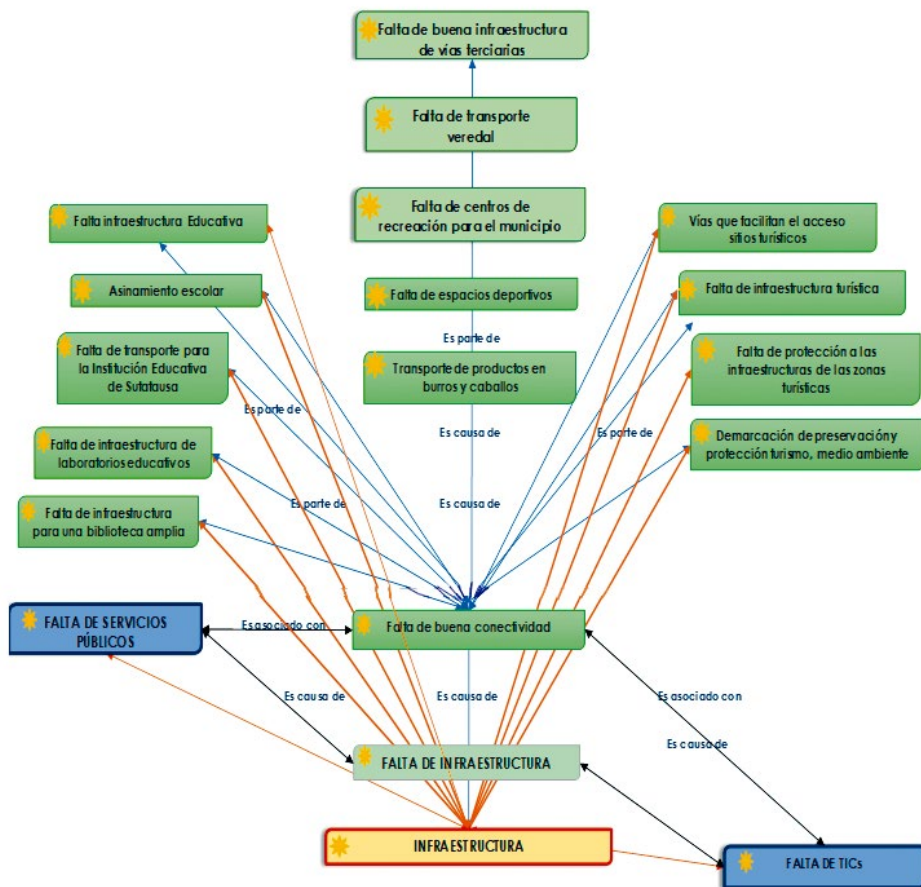 Falta de buena infraestructura
de vías terciarias
Falta de transporte
veredal
Falta de centros de
recreación para el municipio
Falta infraestructura Educativa
Vías que facilitan el acceso
sitios turísticos
Asinamiento escolar
Falta de espacios deportivos
Falta de infraestructura turística
Es parte de
Falta de transporte para
la Institución Educativa
de Sutatausa
Transporte de productos en
burros y caballos
Falta de protección a las
infraestructuras de las zonas
turísticas
Es parte de
Es causa de
Es parte de
Falta de infraestructura de
laboratorios educativos
Demarcación de preservación y
protección turismo, medio ambiente
Es parte de
Es causa de
Falta de infraestructura
para una biblioteca amplia
FALTA DE SERVICIOS
PÚBLICOS
Es asociado con
Falta de buena conectividad
Es causa de
Es causa de
Es asociado con
Es causa de
FALTA DE INFRAESTRUCTURA
INFRAESTRUCTURA
FALTA DE TICs